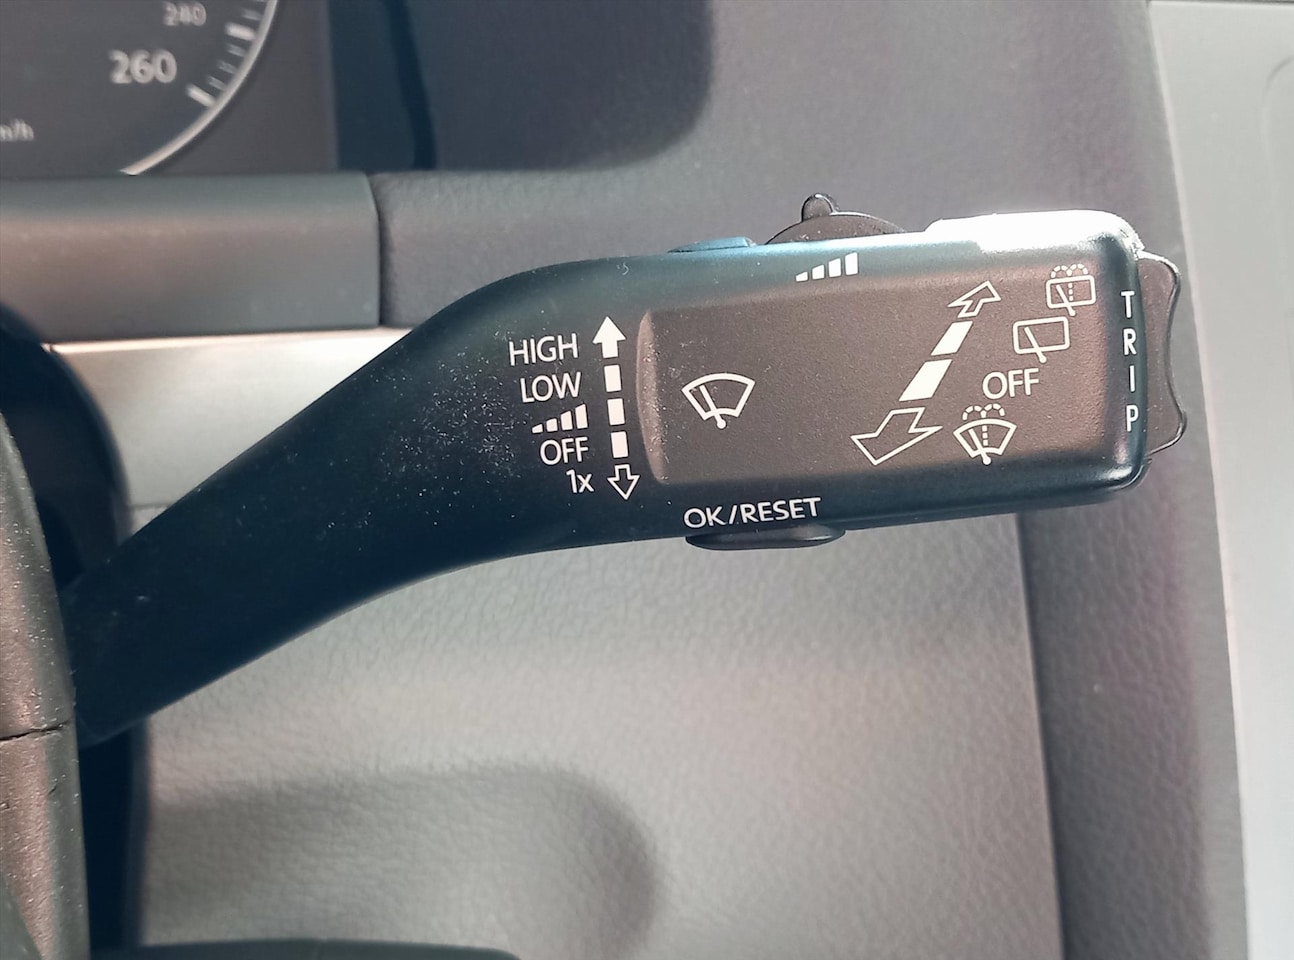 240
260
HIGH
LOW
OFF
1x
OFF
TRIP
OK/RESET